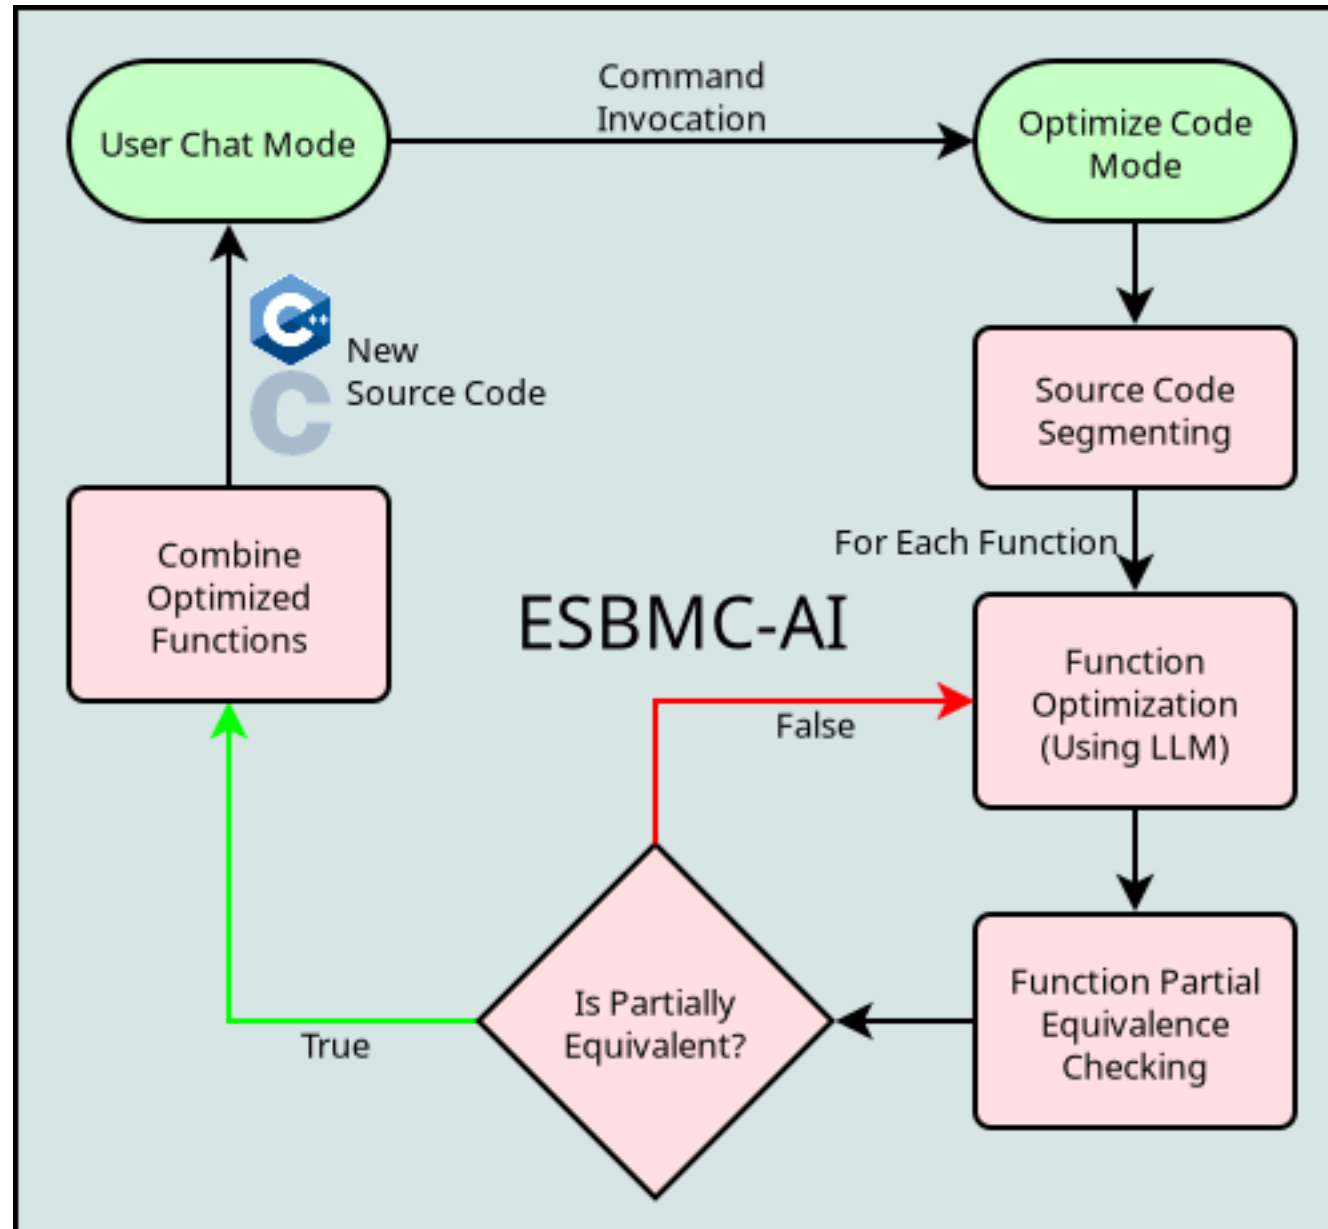 User Chat Mode
Command
Invocation
Optimize Code
Mode
C++
New
Source Code
C
Source Code
Segmenting
For Each Function
Combine
Optimized
Functions
ESBMC-AI
Function
Optimization
(Using LLM)
False
Is Partially
Equivalent?
True
Function Partial
Equivalence
Checking